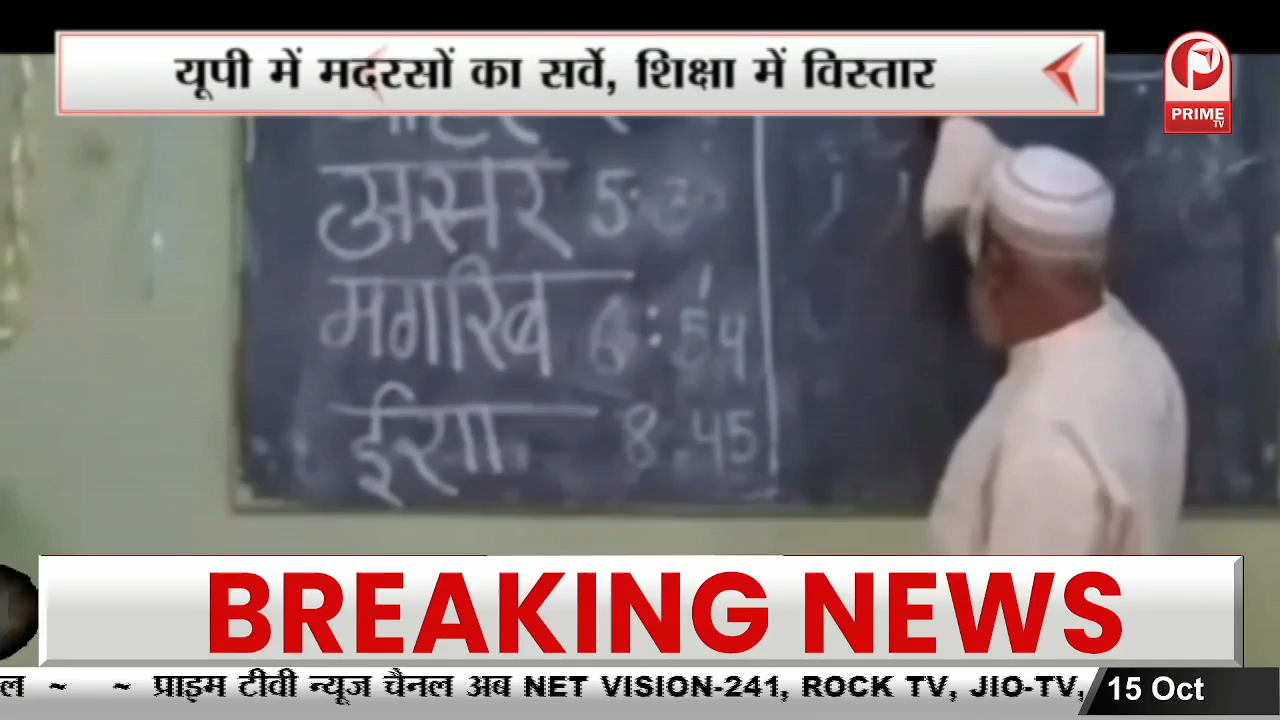 यूपी में मदरसों का सर्वे, शिक्षा में विस्तार
PRIME
TV
असर 5:30
मगरिब 6:54
ईशा 8.45
BREAKING NEWS
ल ~ ~ प्राइम टीवी न्यूज चैनल अब NET VISION-241, ROCK TV, JIO-TV,
15 Oct